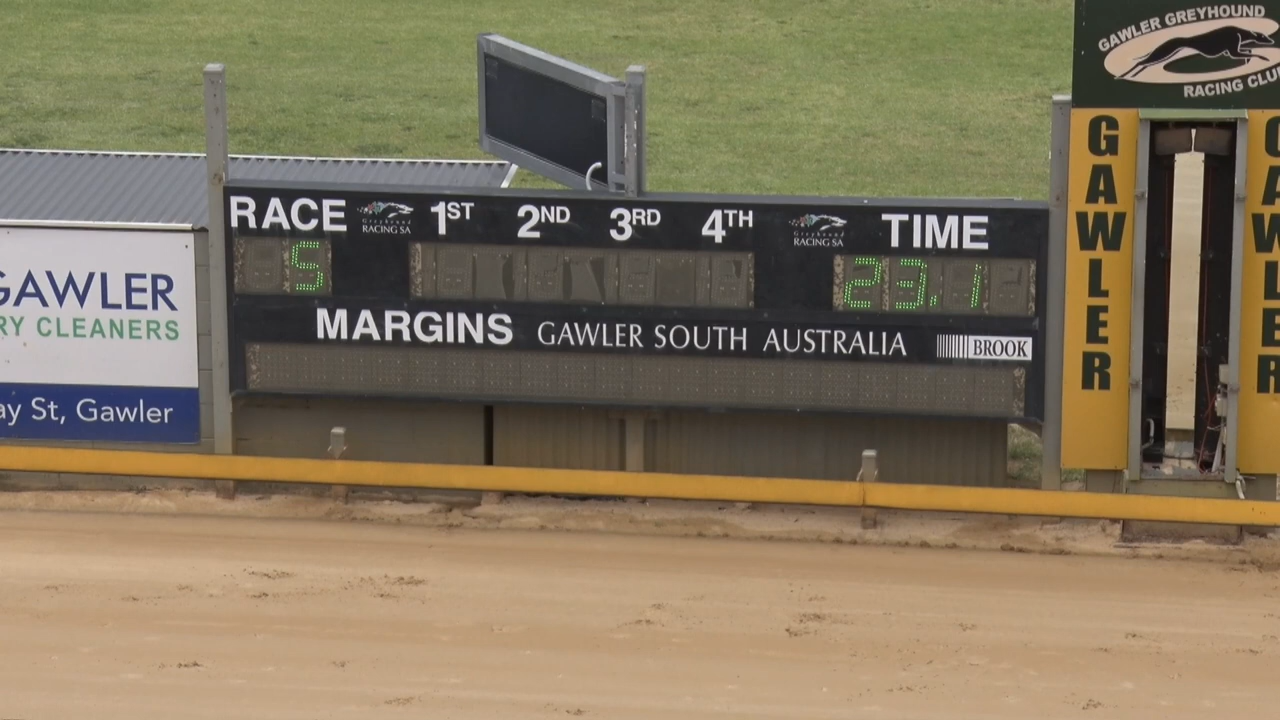 GAWLER GREYHOUND
RACING CLUB
RACE
Greyhound
RACING SA
1ST
2ND
3RD
4TH
Greyhound
RACING SA
TIME
5
23.1
MARGINS
GAWLER SOUTH AUSTRALIA
BROOK
GAWLER
GAWLER
GAWLER
RY CLEANERS
ay St, Gawler